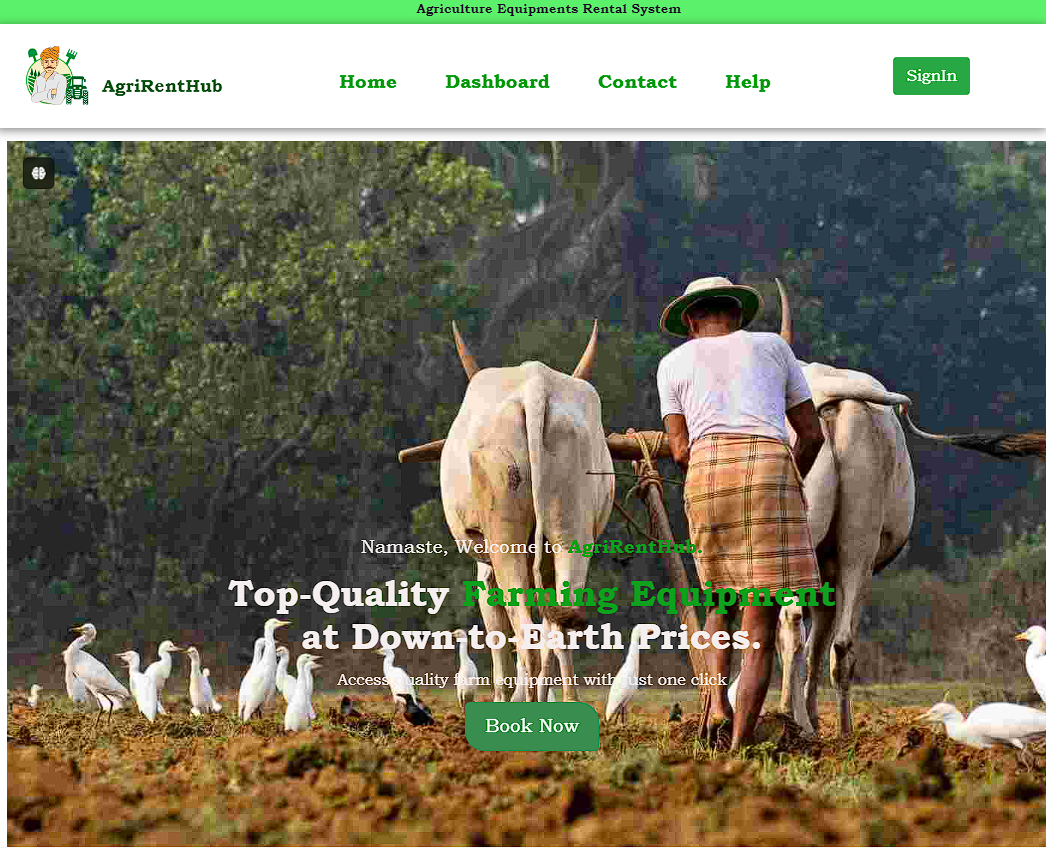 Agriculture Equipments Rental System
AgriRentHub
Home
Dashboard
Contact
Help
SignIn
Namaste, Welcome to AgriRentHub.
Top-Quality Farming Equipment
at Down-to-Earth Prices.
Access quality farm equipment with just one click
Book Now